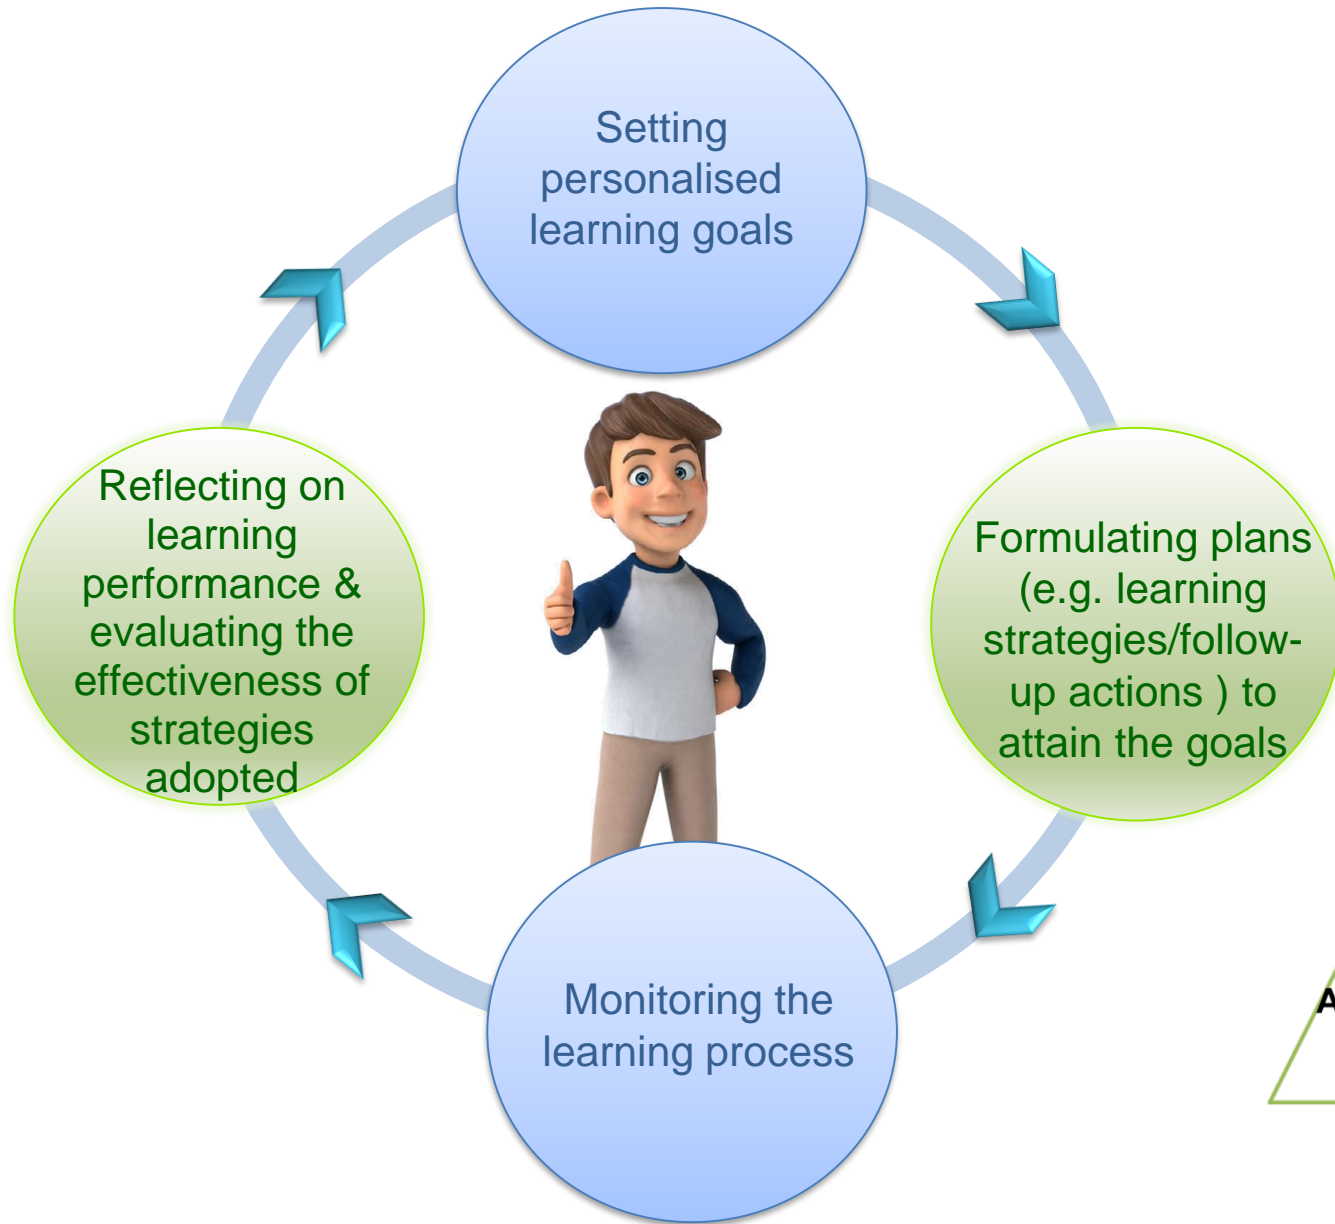 Setting
personalised
learning goals
Formulating plans
(e.g. learning
strategies/follow-
up actions ) to
attain the goals
Monitoring the
learning process
Reflecting on
learning
performance &
evaluating the
effectiveness of
strategies
adopted
A